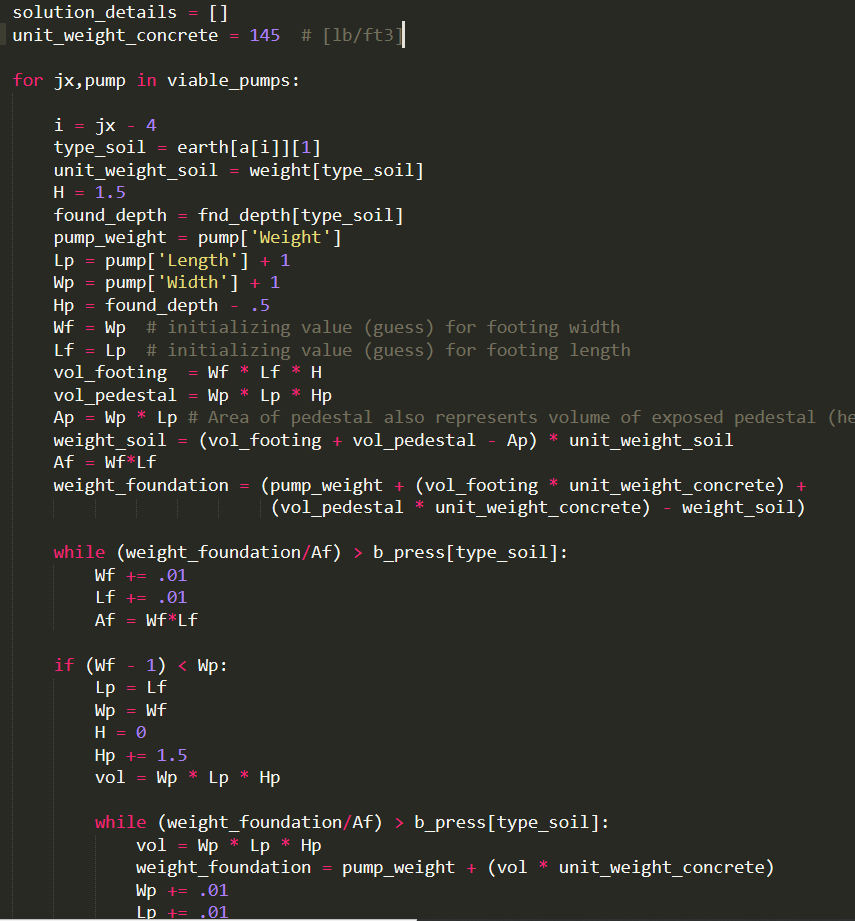 solution_details = []
unit_weight_concrete = 145  # [lb/ft3]
for jx,pump in viable_pumps:
    i = jx - 4
    type_soil = earth[a[i]][1]
    unit_weight_soil = weight[type_soil]
    H = 1.5
    found_depth = fnd_depth[type_soil]
    pump_weight = pump['Weight']
    Lp = pump['Length'] + 1
    Wp = pump['Width'] + 1
    Hp = found_depth - .5
    Wf = Wp  # initializing value (guess) for footing width
    Lf = Lp  # initializing value (guess) for footing length
    vol_footing  = Wf * Lf * H
    vol_pedestal = Wp * Lp * Hp
    Ap = Wp * Lp # Area of pedestal also represents volume of exposed pedestal (he
    weight_soil = (vol_footing + vol_pedestal - Ap) * unit_weight_soil
    Af = Wf*Lf
    weight_foundation = (pump_weight + (vol_footing * unit_weight_concrete) +
                         (vol_pedestal * unit_weight_concrete) - weight_soil)
    while (weight_foundation/Af) > b_press[type_soil]:
        Wf += .01
        Lf += .01
        Af = Wf*Lf
    if (Wf - 1) < Wp:
        Lp = Lf
        Wp = Wf
        H = 0
        Hp += 1.5
        vol = Wp * Lp * Hp
        while (weight_foundation/Af) > b_press[type_soil]:
            vol = Wp * Lp * Hp
            weight_foundation = pump_weight + (vol * unit_weight_concrete)
            Wp += .01
            Lp += .01